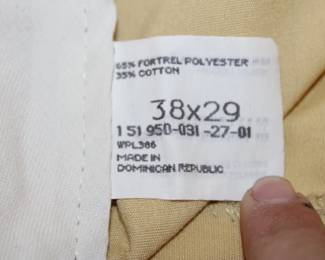 65% FORTREL POLYESTER
35% COTTON
38x29
1 51 950-031-27-01
WPL386
MADE IN
DOMINICAN REPUBLIC